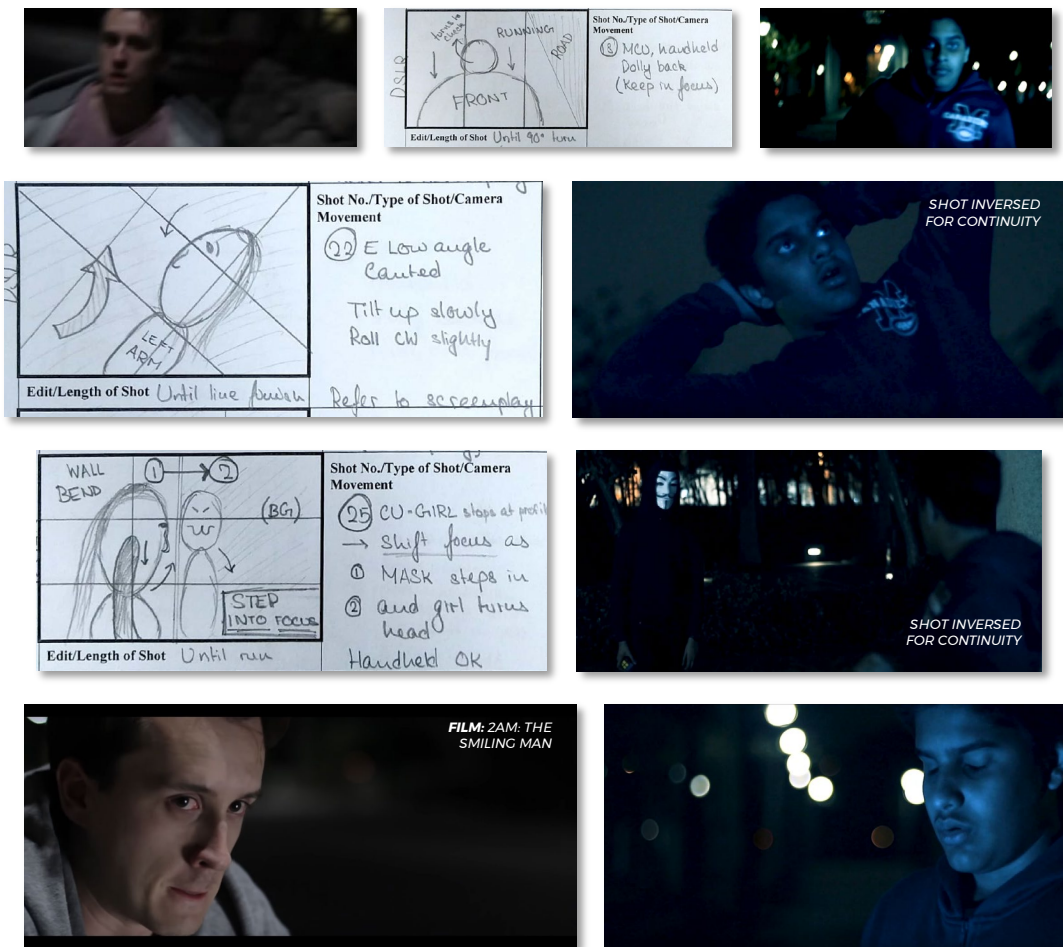 turns to
check
RUNNING
ROAD
DSLR
FRONT
Edit/Length of Shot Until 90° turn
Shot No./Type of Shot/Camera
Movement
(18) MCU, handheld
Dolly back
(keep in focus)
LEFT
ARM
Edit/Length of Shot Until line
Shot No./Type of Shot/Camera
Movement
(22) E Low angle
Canted
Tilt up slowly
Roll CW slightly
Refer to screenplay
SHOT INVERSED
FOR CONTINUITY
WALL
BEND
1 → 2
(BG)
STEP
INTO FOCUS
Edit/Length of Shot Until run
Shot No./Type of Shot/Camera
Movement
(25) CU-GIRL stops at profil
→ Shift focus as
① MASK steps in
② and girl turns
head
Handheld OK
SHOT INVERSED
FOR CONTINUITY
FILM: 2AM: THE
SMILING MAN